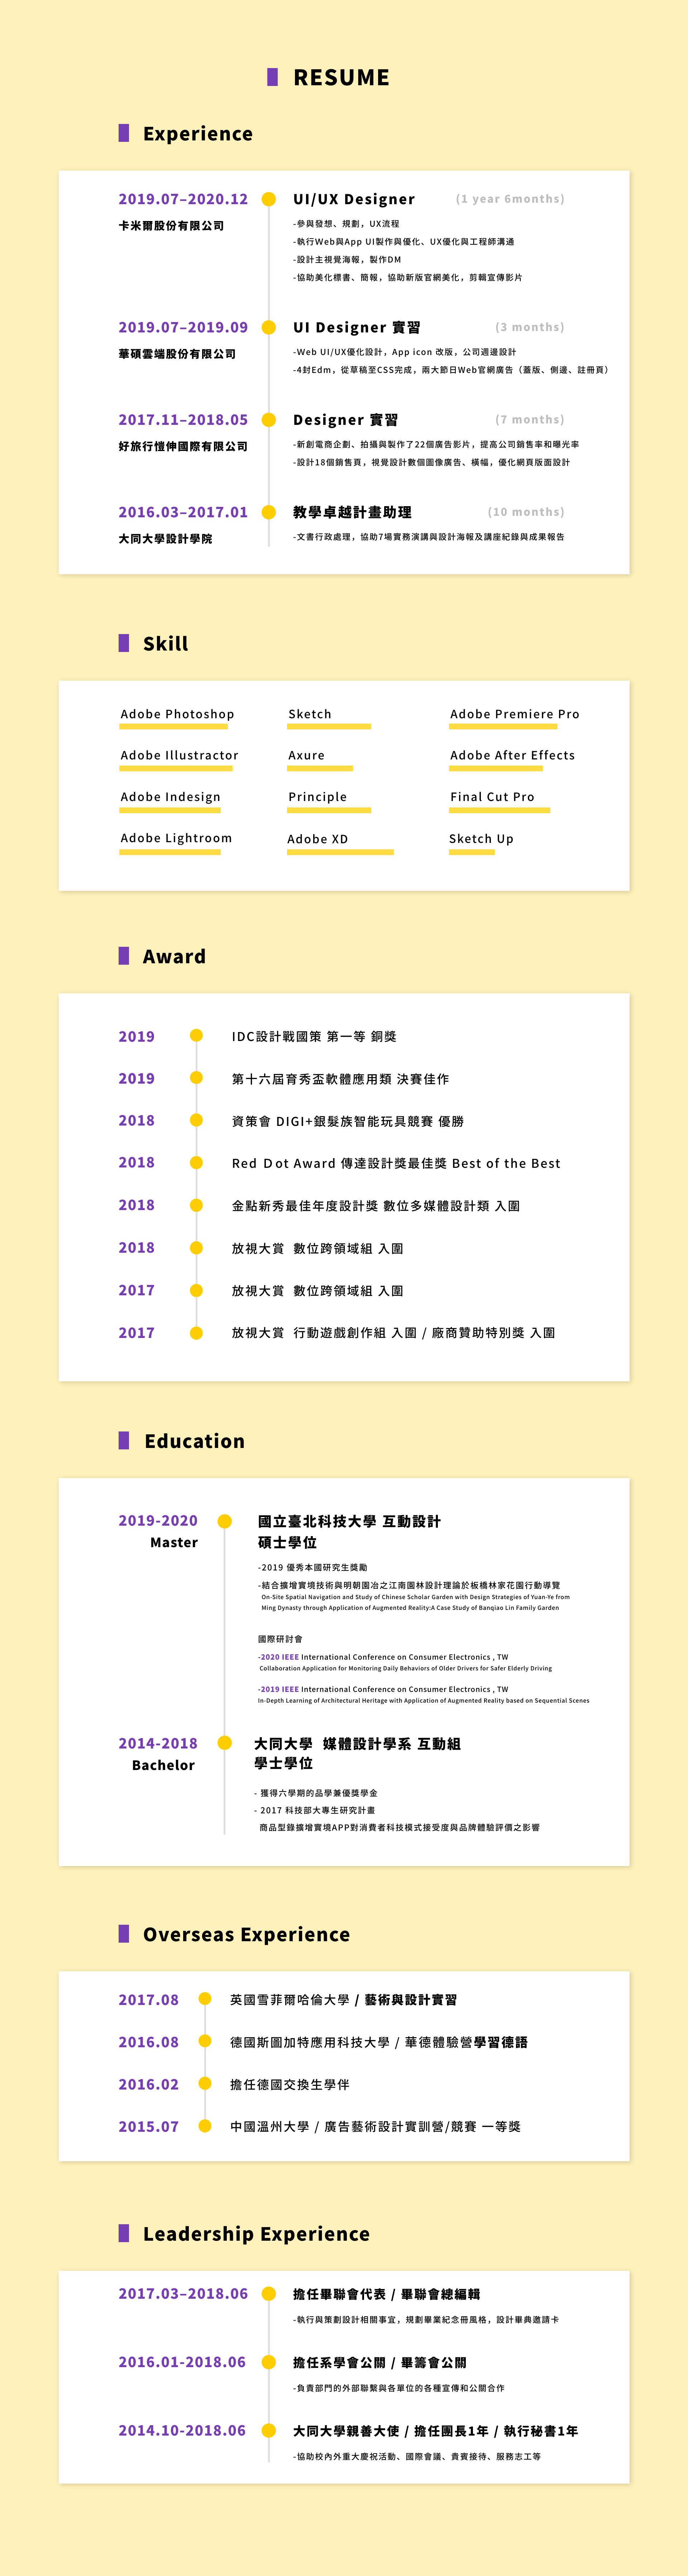 RESUME
Experience
2019.07–2020.12
UI/UX Designer
(1 year 6months)
卡米爾股份有限公司
-參與發想、規劃，UX流程
-執行Web與App UI製作與優化、UX優化與工程師溝通
-設計主視覺海報，製作DM
-協助美化標書、簡報，協助新版官網美化，剪輯宣傳影片
2019.07–2019.09
UI Designer 實習
(3 months)
華碩雲端股份有限公司
-Web UI/UX優化設計，App icon 改版，公司週邊設計
-4封Edm，從草稿至CSS完成，兩大節日Web官網廣告（蓋版、側邊、註冊頁）
2017.11–2018.05
Designer 實習
(7 months)
好旅行愷伸國際有限公司
-新創電商企劃、拍攝與製作了22個廣告影片，提高公司銷售率和曝光率
-設計18個銷售頁，視覺設計數個圖像廣告、橫幅，優化網頁版面設計
2016.03–2017.01
教學卓越計畫助理
(10 months)
大同大學設計學院
-文書行政處理，協助7場實務演講與設計海報及講座紀錄與成果報告
Skill
Adobe Photoshop
Sketch
Adobe Premiere Pro
Adobe Illustractor
Axure
Adobe After Effects
Adobe Indesign
Principle
Final Cut Pro
Adobe Lightroom
Adobe XD
Sketch Up
Award
2019
IDC設計戰國策 第一等 銅獎
2019
第十六屆育秀盃軟體應用類 決賽佳作
2018
資策會 DIGI+銀髮族智能玩具競賽 優勝
2018
Red Ｄot Award 傳達設計獎最佳獎 Best of the Best
2018
金點新秀最佳年度設計獎 數位多媒體設計類 入圍
2018
放視大賞 數位跨領域組 入圍
2017
放視大賞 數位跨領域組 入圍
2017
放視大賞 行動遊戲創作組 入圍 / 廠商贊助特別獎 入圍
Education
2019-2020
Master
國立臺北科技大學 互動設計
碩士學位
-2019 優秀本國研究生獎勵
-結合擴增實境技術與明朝園冶之江南園林設計理論於板橋林家花園行動導覽
On-Site Spatial Navigation and Study of Chinese Scholar Garden with Design Strategies of Yuan-Ye from
Ming Dynasty through Application of Augmented Reality:A Case Study of Banqiao Lin Family Garden
國際研討會
-2020 IEEE International Conference on Consumer Electronics , TW
Collaboration Application for Monitoring Daily Behaviors of Older Drivers for Safer Elderly Driving
-2019 IEEE International Conference on Consumer Electronics , TW
In-Depth Learning of Architectural Heritage with Application of Augmented Reality based on Sequential Scenes
2014-2018
Bachelor
大同大學 媒體設計學系 互動組
學士學位
- 獲得六學期的品學兼優獎學金
- 2017 科技部大專生研究計畫
商品型錄擴增實境APP對消費者科技模式接受度與品牌體驗評價之影響
Overseas Experience
2017.08
英國雪菲爾哈倫大學 / 藝術與設計實習
2016.08
德國斯圖加特應用科技大學 / 華德體驗營學習德語
2016.02
擔任德國交換生學伴
2015.07
中國溫州大學 / 廣告藝術設計實訓營/競賽 一等獎
Leadership Experience
2017.03–2018.06
擔任畢聯會代表 / 畢聯會總編輯
-執行與策劃設計相關事宜，規劃畢業紀念冊風格，設計畢典邀請卡
2016.01-2018.06
擔任系學會公關 / 畢籌會公關
-負責部門的外部聯繫與各單位的各種宣傳和公關合作
2014.10-2018.06
大同大學親善大使 / 擔任團長1年 / 執行秘書1年
-協助校內外重大慶祝活動、國際會議、貴賓接待、服務志工等